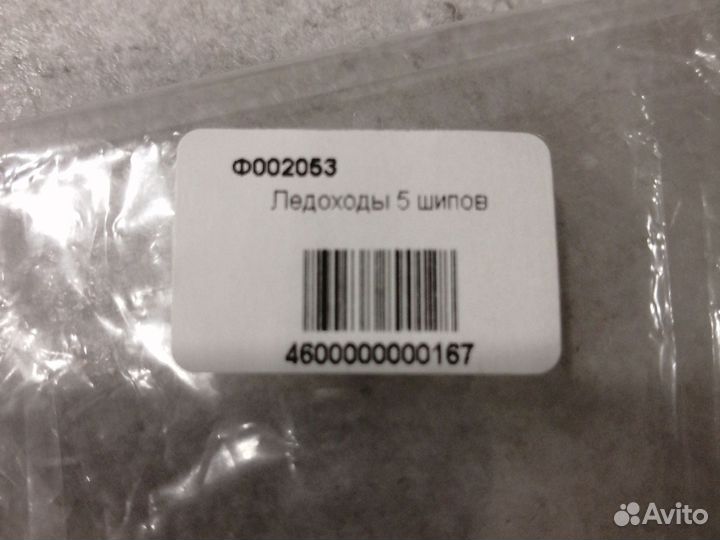 Ф002053
Ледоходы 5 шипов
4600000000167
Avito